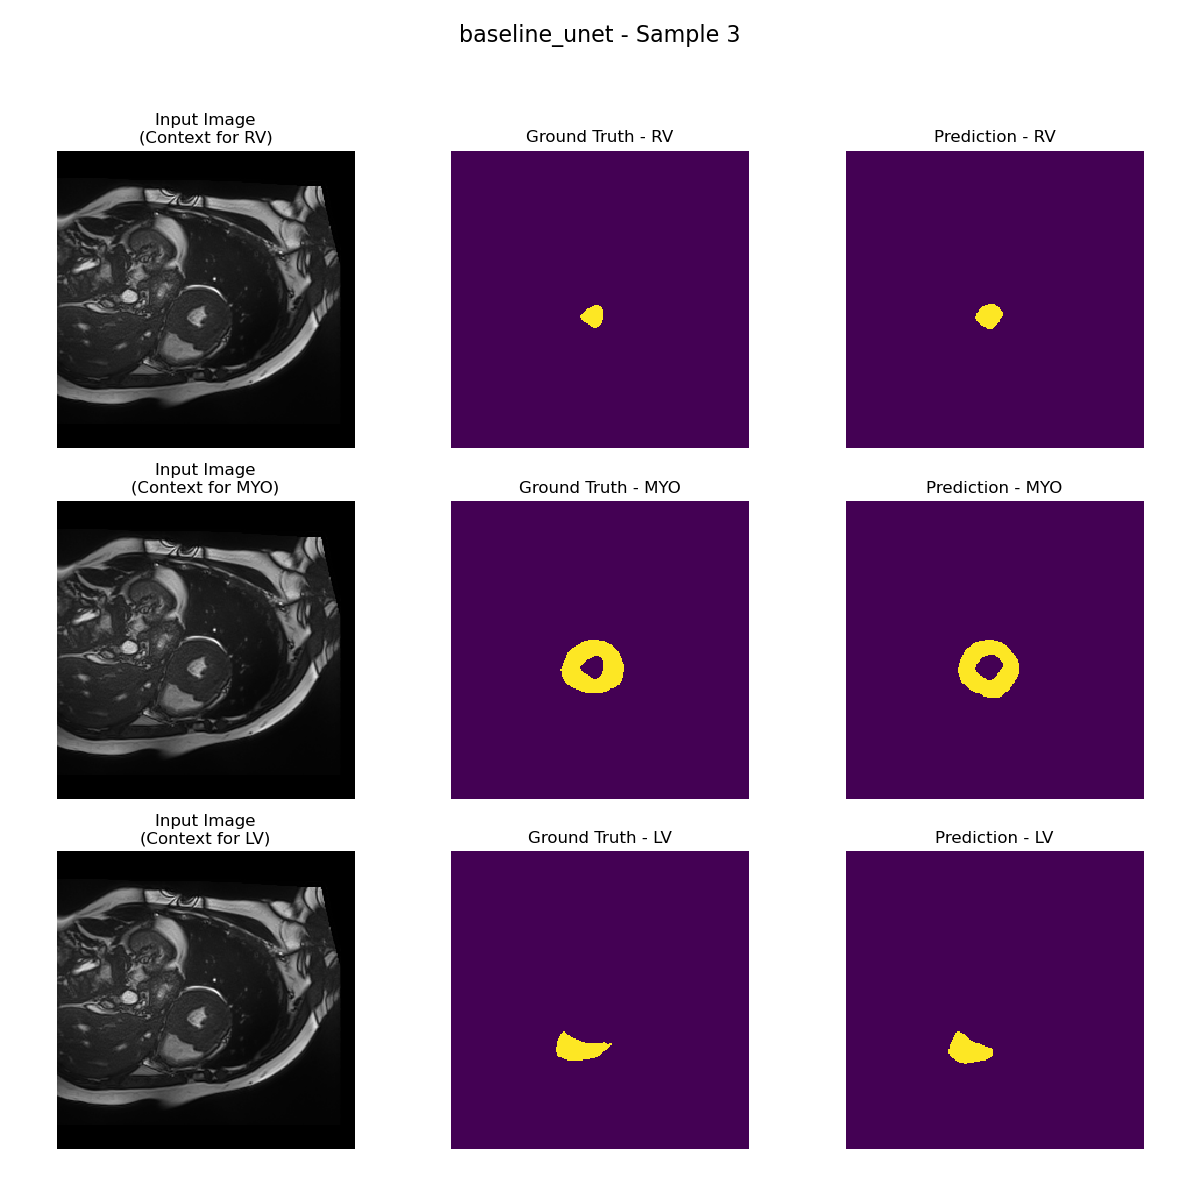 baseline_unet - Sample 3
Input Image
(Context for RV)
Ground Truth - RV
Prediction - RV
Input Image
(Context for MYO)
Ground Truth - MYO
Prediction - MYO
Input Image
(Context for LV)
Ground Truth - LV
Prediction - LV